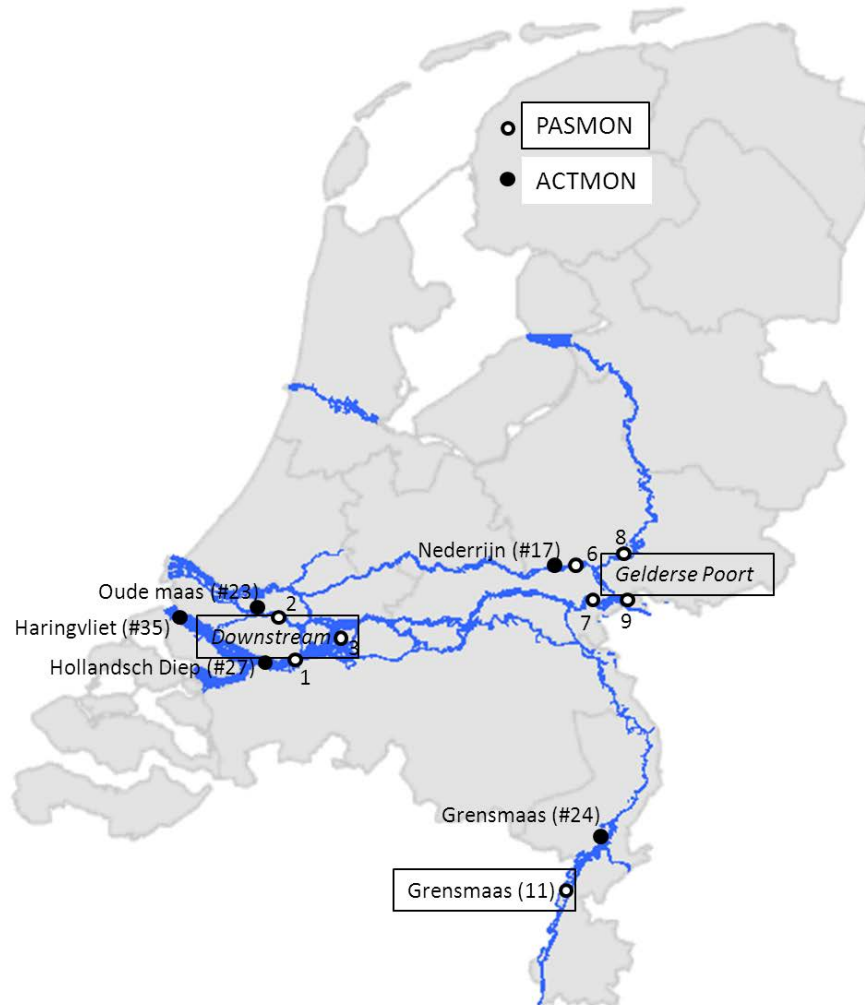 PASMON
ACTMON
8
Nederrijn (#17)
6
Gelderse Poort
Oude maas (#23)
2
7
9
Haringvliet (#35)
Downstream
3
Hollandsch Diep (#27)
1
Grensmaas (#24)
Grensmaas (11)